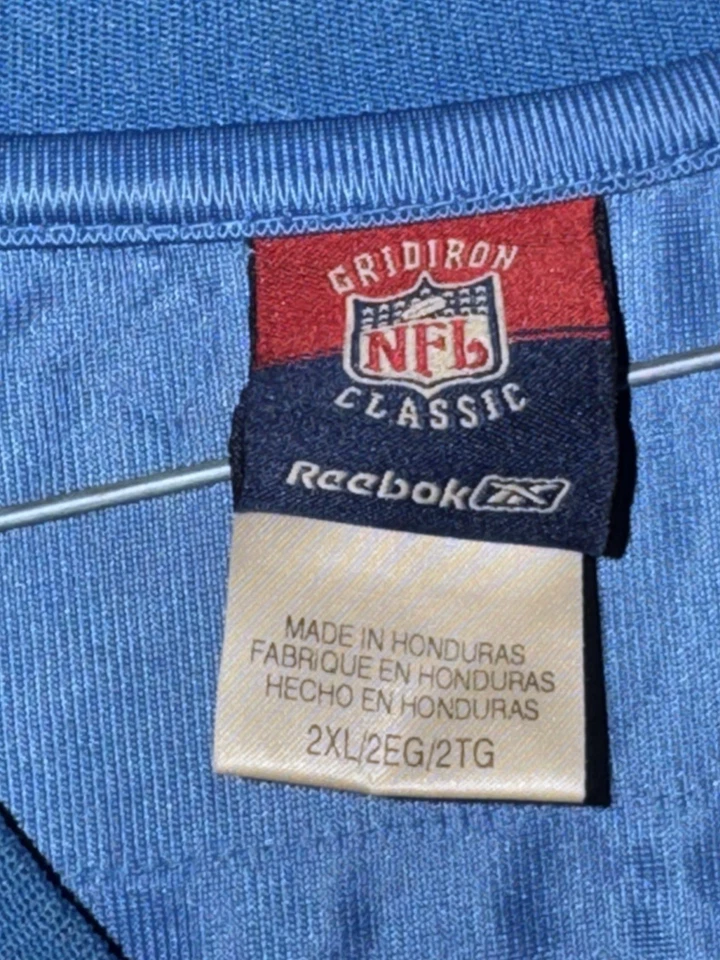 GRIDIRON
NFL
CLASSIC
Reebok
MADE IN HONDURAS
FABRIQUE EN HONDURAS
HECHO EN HONDURAS
2XL/2EG/2TG